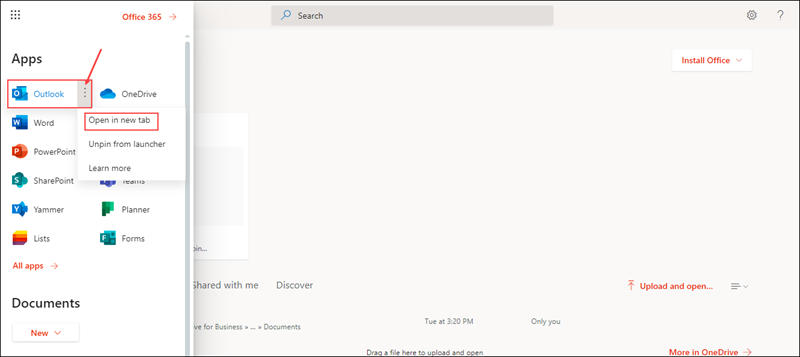 Office 365 →
Search
?
Apps
Install Office
Outlook
OneDrive
Open in new tab
Word
Unpin from launcher
PowerPoint
Learn more
SharePoint
Teams
Yammer
Planner
Lists
Forms
All apps →
Shared with me
Discover
Upload and open...
Documents
New
ve for Business » ... » Documents
Tue at 3:20 PM
Only you
Drag a file here to upload and open
More in OneDrive →